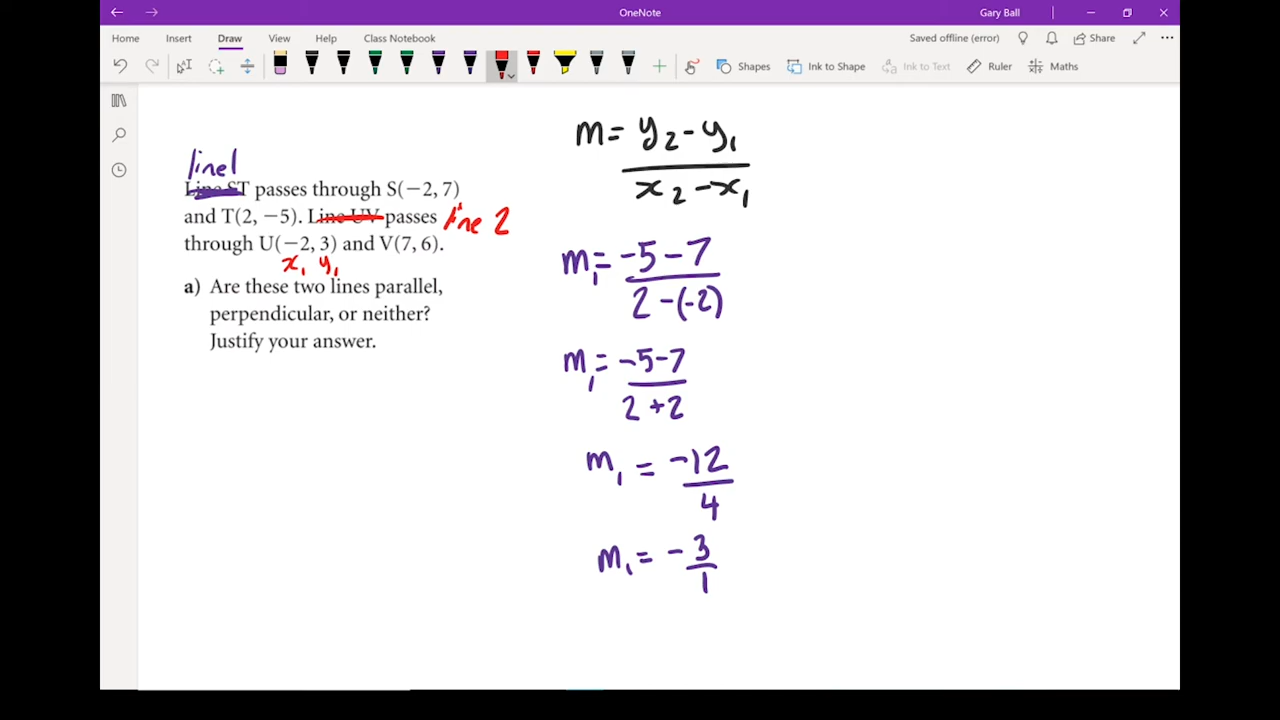 OneNote
Gary Ball
Home Insert Draw View Help Class Notebook
Saved offline (error)
Share
Shapes
Ink to Shape
Ink to Text
Ruler
Maths
line1
Line ST passes through S(−2, 7)
and T(2, −5). Line UV passes line 2
through U(−2, 3) and V(7, 6).
x₁ y₁
a) Are these two lines parallel,
perpendicular, or neither?
Justify your answer.
m = y₂ - y₁
x₂ - x₁
m₁ = -5 - 7
2 - (-2)
m₁ = -5 - 7
2 + 2
m₁ = -12
4
m₁ = - 3
1